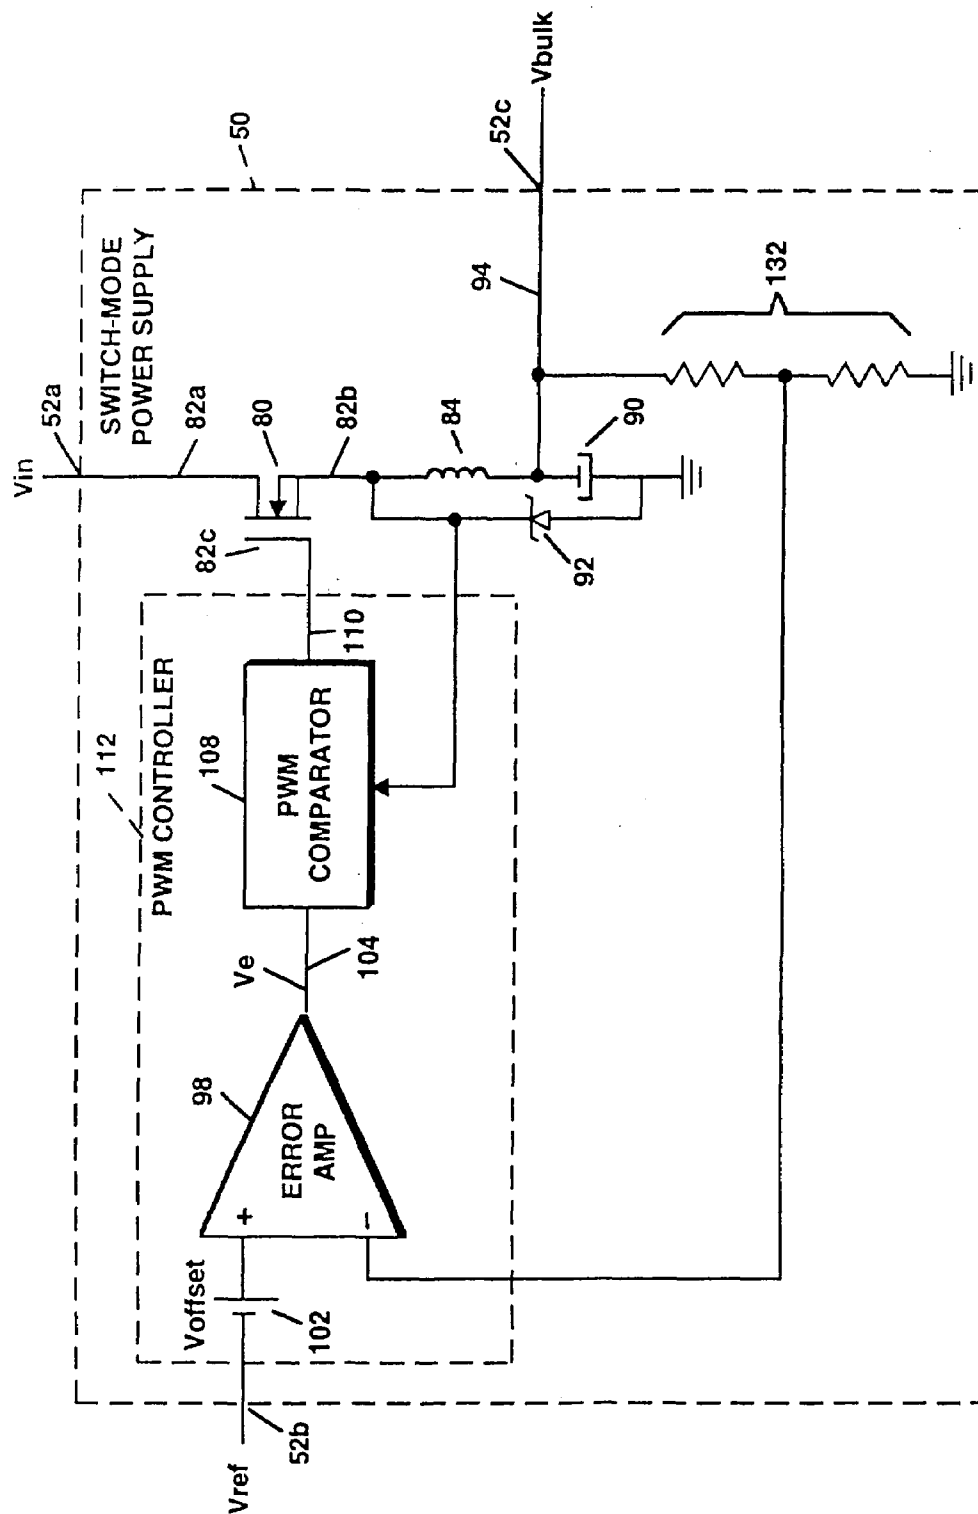 Vin
52a
SWITCH-MODE
POWER SUPPLY
50
82a
80
82b
82c
84
90
92
94
52c
Vbulk
132
112
PWM CONTROLLER
108
PWM
COMPARATOR
110
Ve
104
98
ERROR
AMP
+
−
Voffset
102
52b
Vref